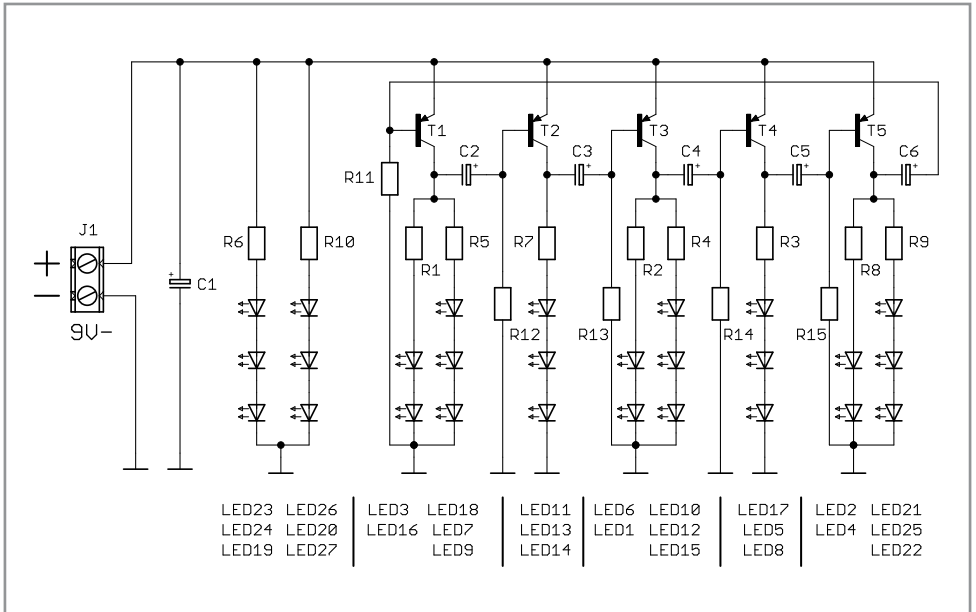 T1 T2 T3 T4 T5
C2 C3 C4 C5 C6
+ + + + +
R11
J1
R6 R10 R5 R7 R4 R3 R9
+
R1 R2 R8
+
C1
−
9V-
R12 R13 R14 R15
LED23 LED26 LED3 LED18 LED11 LED6 LED10 LED17 LED2 LED21
LED24 LED20 LED16 LED7 LED13 LED1 LED12 LED5 LED4 LED25
LED19 LED27 LED9 LED14 LED15 LED8 LED22